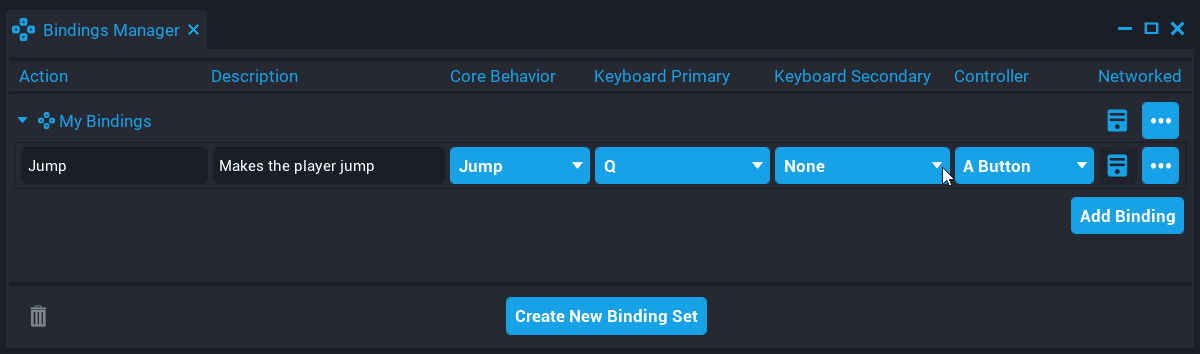 Bindings Manager
Action Description Core Behavior Keyboard Primary Keyboard Secondary Controller Networked
My Bindings
Jump Makes the player jump Jump Q None A Button
Add Binding
Create New Binding Set